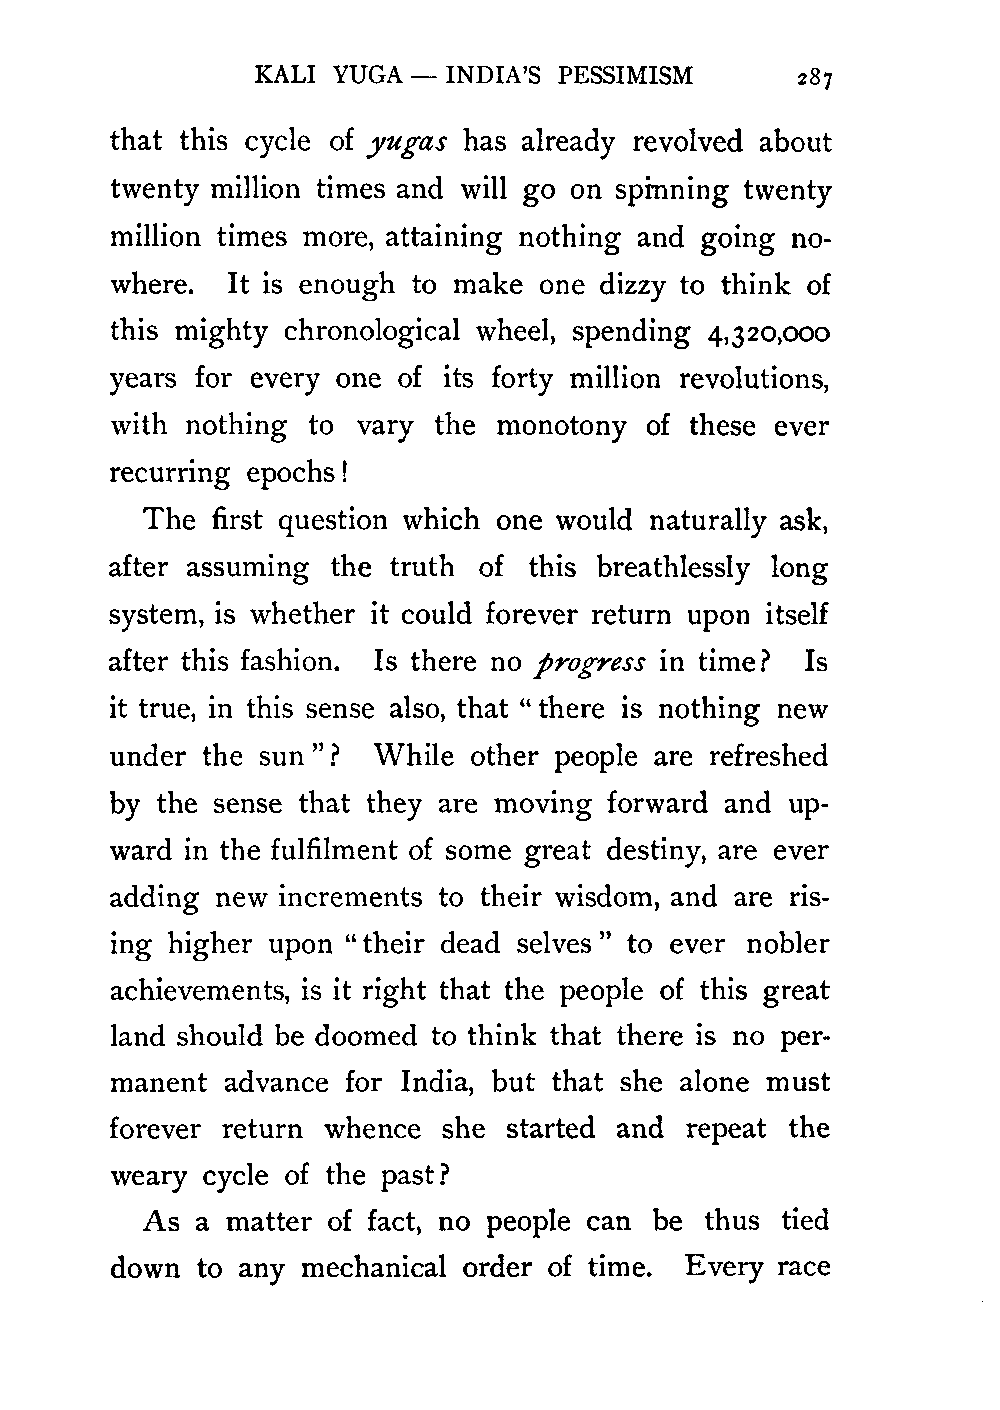 KALI YUGA — INDIA'S PESSIMISM 287
that this cycle of yugas has already revolved about
twenty million times and will go on spinning twenty
million times more, attaining nothing and going no-
where. It is enough to make one dizzy to think of
this mighty chronological wheel, spending 4,320,000
years for every one of its forty million revolutions,
with nothing to vary the monotony of these ever
recurring epochs!
The first question which one would naturally ask,
after assuming the truth of this breathlessly long
system, is whether it could forever return upon itself
after this fashion. Is there no progress in time? Is
it true, in this sense also, that "there is nothing new
under the sun"? While other people are refreshed
by the sense that they are moving forward and up-
ward in the fulfilment of some great destiny, are ever
adding new increments to their wisdom, and are ris-
ing higher upon "their dead selves" to ever nobler
achievements, is it right that the people of this great
land should be doomed to think that there is no per-
manent advance for India, but that she alone must
forever return whence she started and repeat the
weary cycle of the past?
As a matter of fact, no people can be thus tied
down to any mechanical order of time. Every race